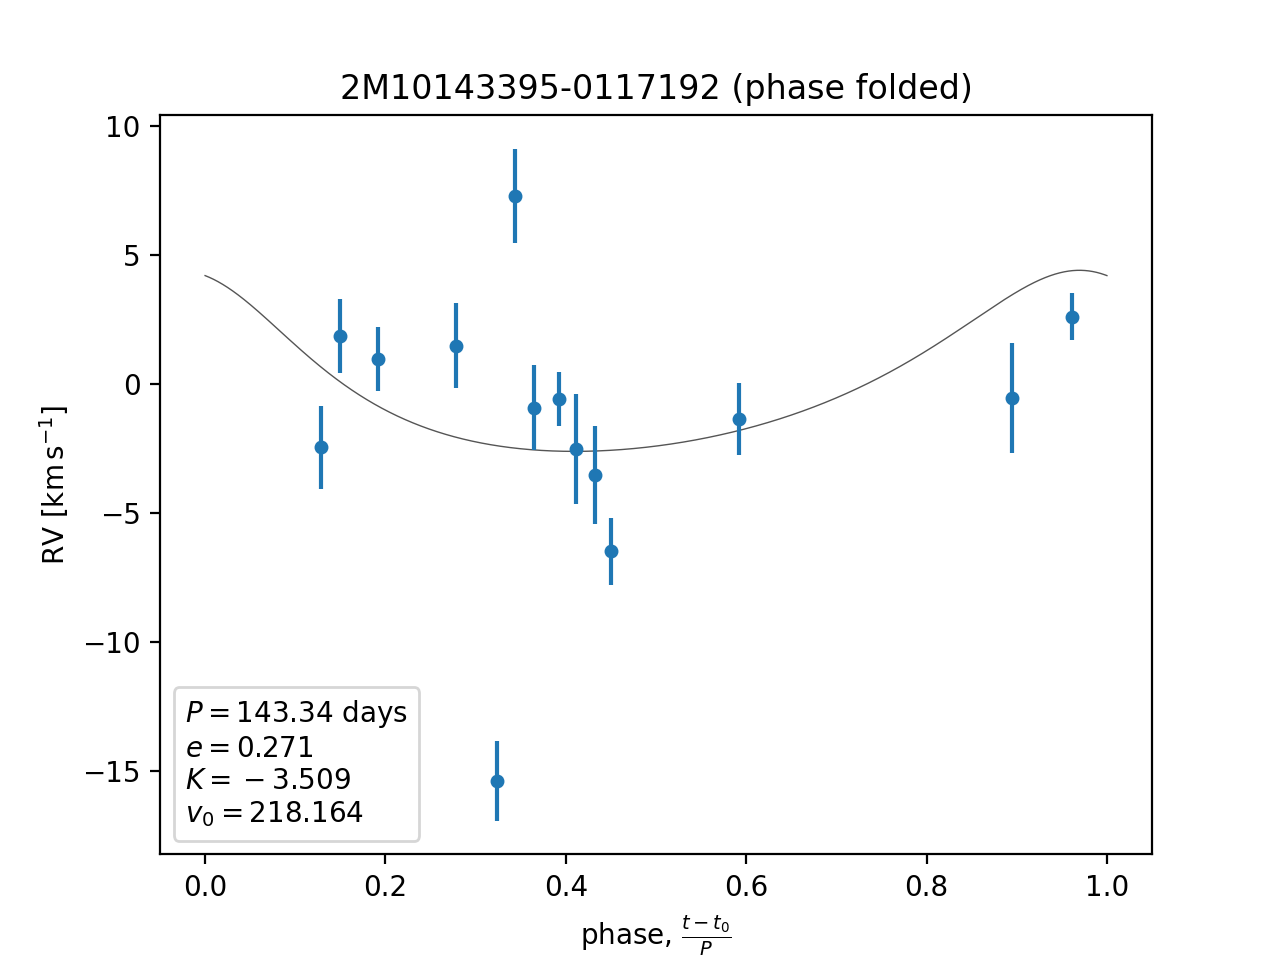 2M10143395-0117192 (phase folded)
10
5
0
−5
−10
−15
RV [km s⁻¹]
P = 143.34 days
e = 0.271
K = −3.509
v₀ = 218.164
0.0 0.2 0.4 0.6 0.8 1.0
phase, (t − t₀)/P